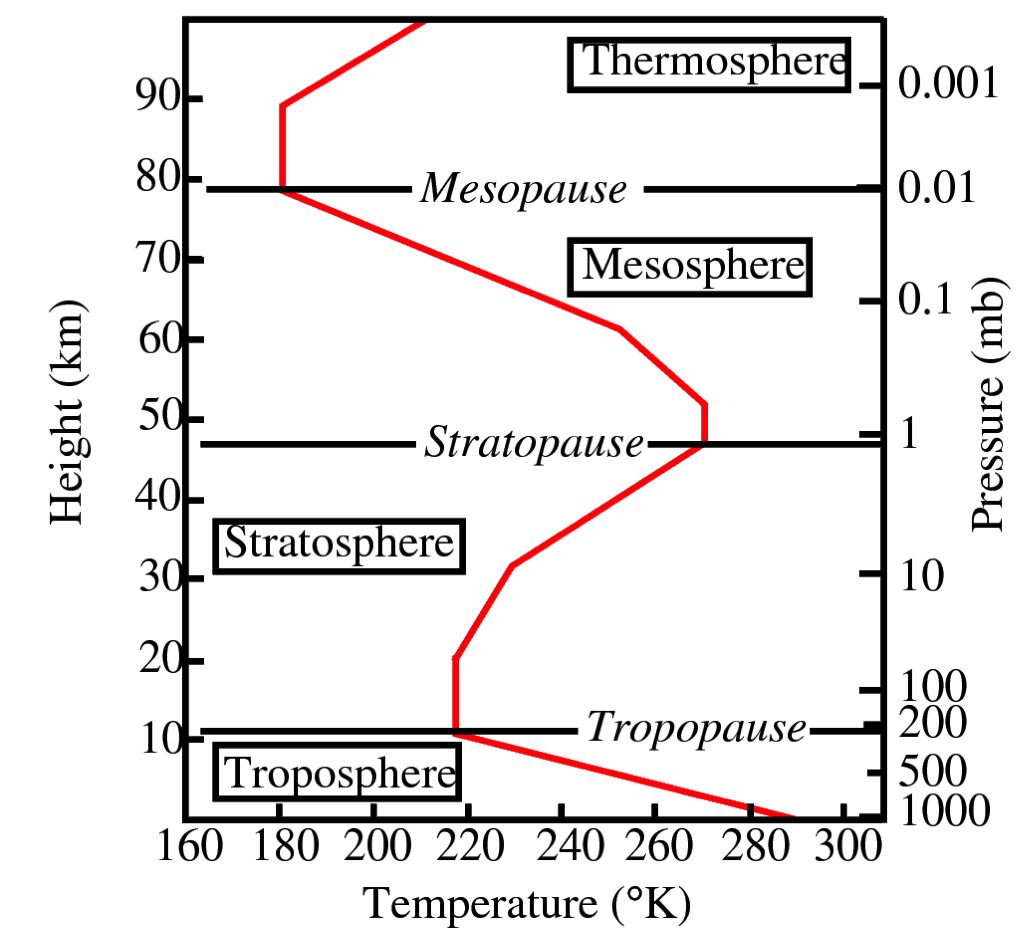 Thermosphere
90
0.001
80
Mesopause
0.01
70
Mesosphere
0.1
60
Height (km)
Pressure (mb)
50
Stratopause
1
40
Stratosphere
30
10
20
100
200
10
Tropopause
Troposphere
500
1000
160 180 200 220 240 260 280 300
Temperature (°K)